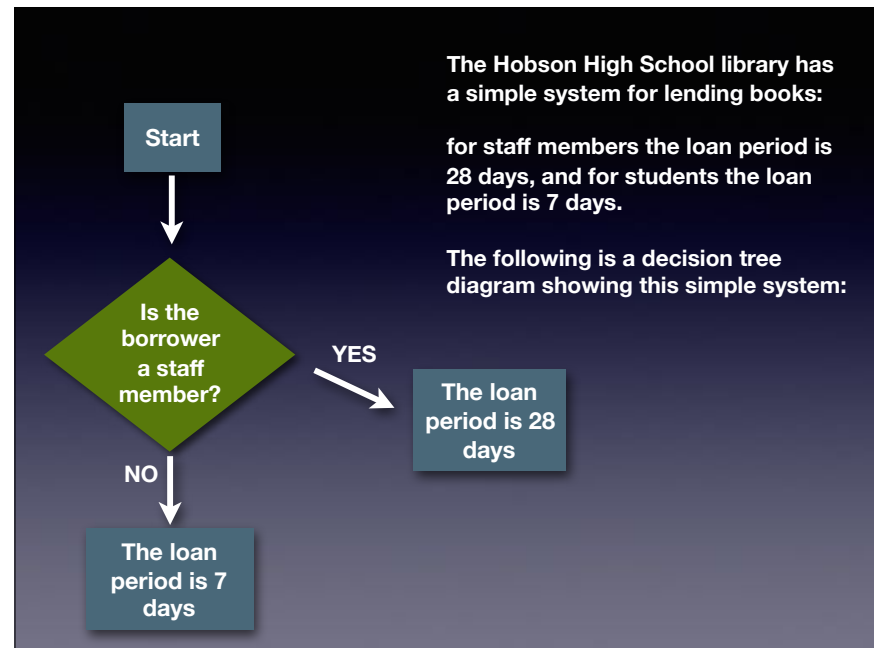 The Hobson High School library has
a simple system for lending books:
for staff members the loan period is
28 days, and for students the loan
period is 7 days.
The following is a decision tree
diagram showing this simple system:
Start
Is the
borrower
a staff
member?
YES
The loan
period is 28
days
NO
The loan
period is 7
days